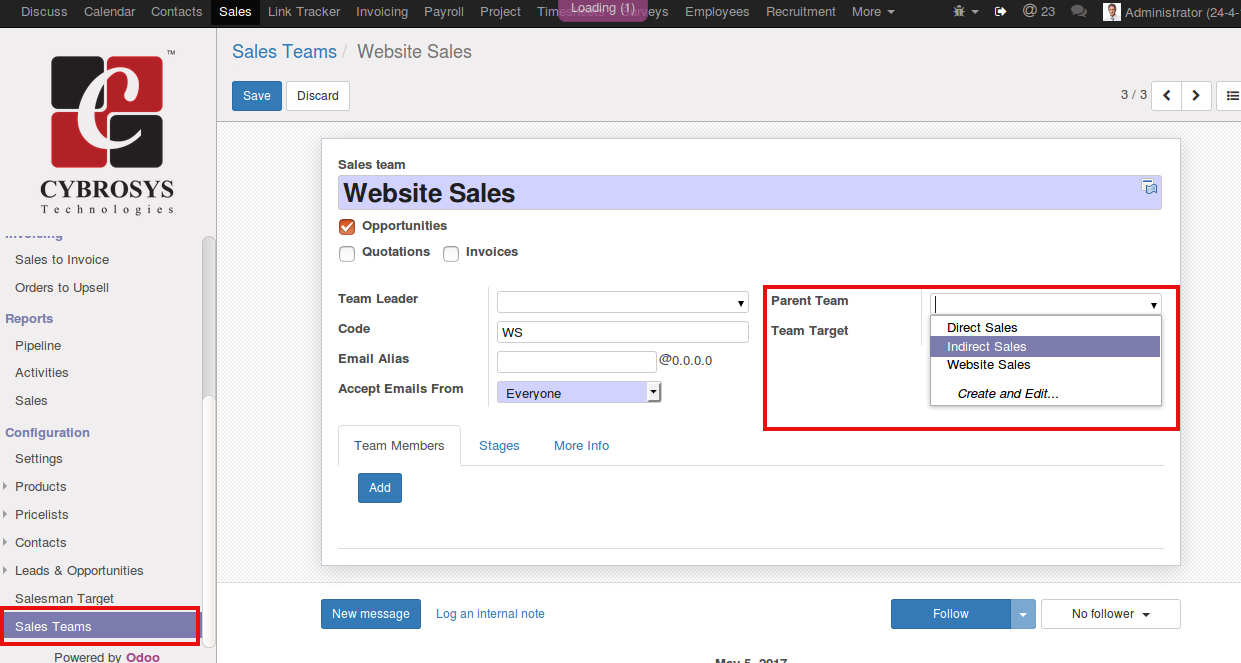 Discuss Calendar Contacts Sales Link Tracker Invoicing Payroll Project Loading (1) Employees Recruitment More @ 23 Administrator (24-4-
™
CYBROSYS
Technologies
Invoicing
Sales to Invoice
Orders to Upsell
Reports
Pipeline
Activities
Sales
Configuration
Settings
Products
Pricelists
Contacts
Leads & Opportunities
Salesman Target
Sales Teams
Powered by Odoo
Sales Teams / Website Sales
Save Discard
3 / 3
Sales team
Website Sales
Opportunities
Quotations Invoices
Team Leader
Code WS
Email Alias @0.0.0.0
Accept Emails From Everyone
Parent Team
Team Target
Direct Sales
Indirect Sales
Website Sales
Create and Edit...
Team Members Stages More Info
Add
New message Log an internal note Follow No follower
May 5, 2017